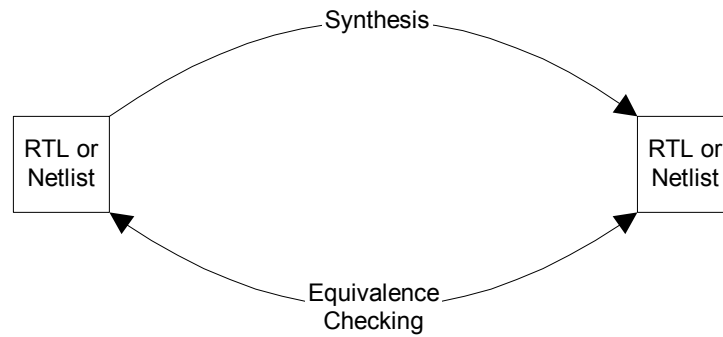 Synthesis
RTL or
Netlist
RTL or
Netlist
Equivalence
Checking